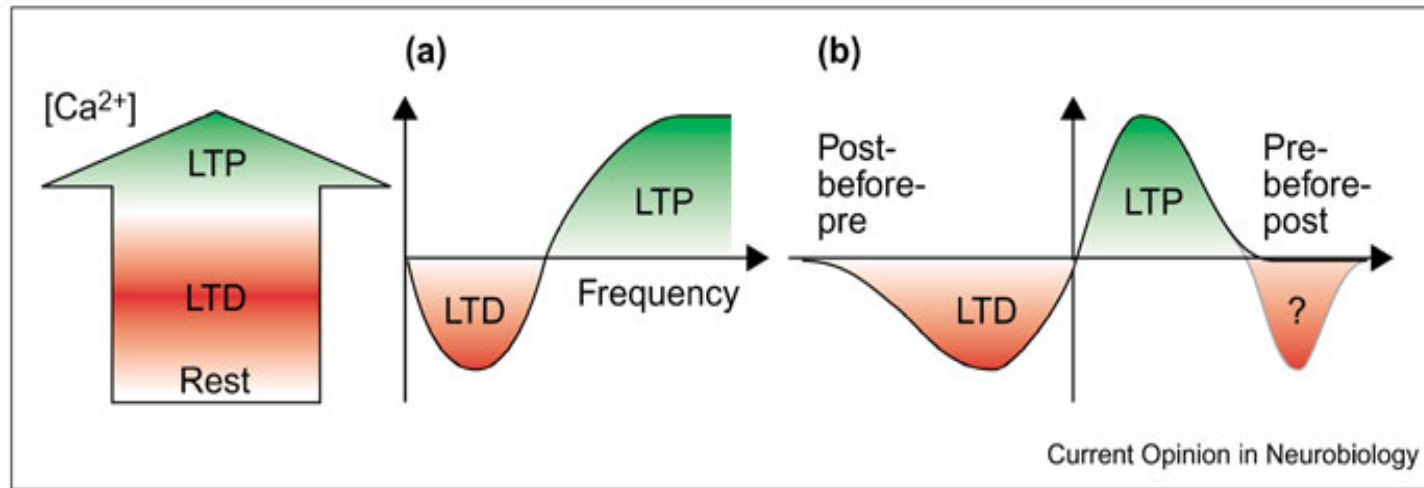 [Ca²⁺]
LTP
LTD
Rest
(a)
LTP
LTD
Frequency
(b)
Post-
before-
pre
LTP
Pre-
before-
post
LTD
?
Current Opinion in Neurobiology